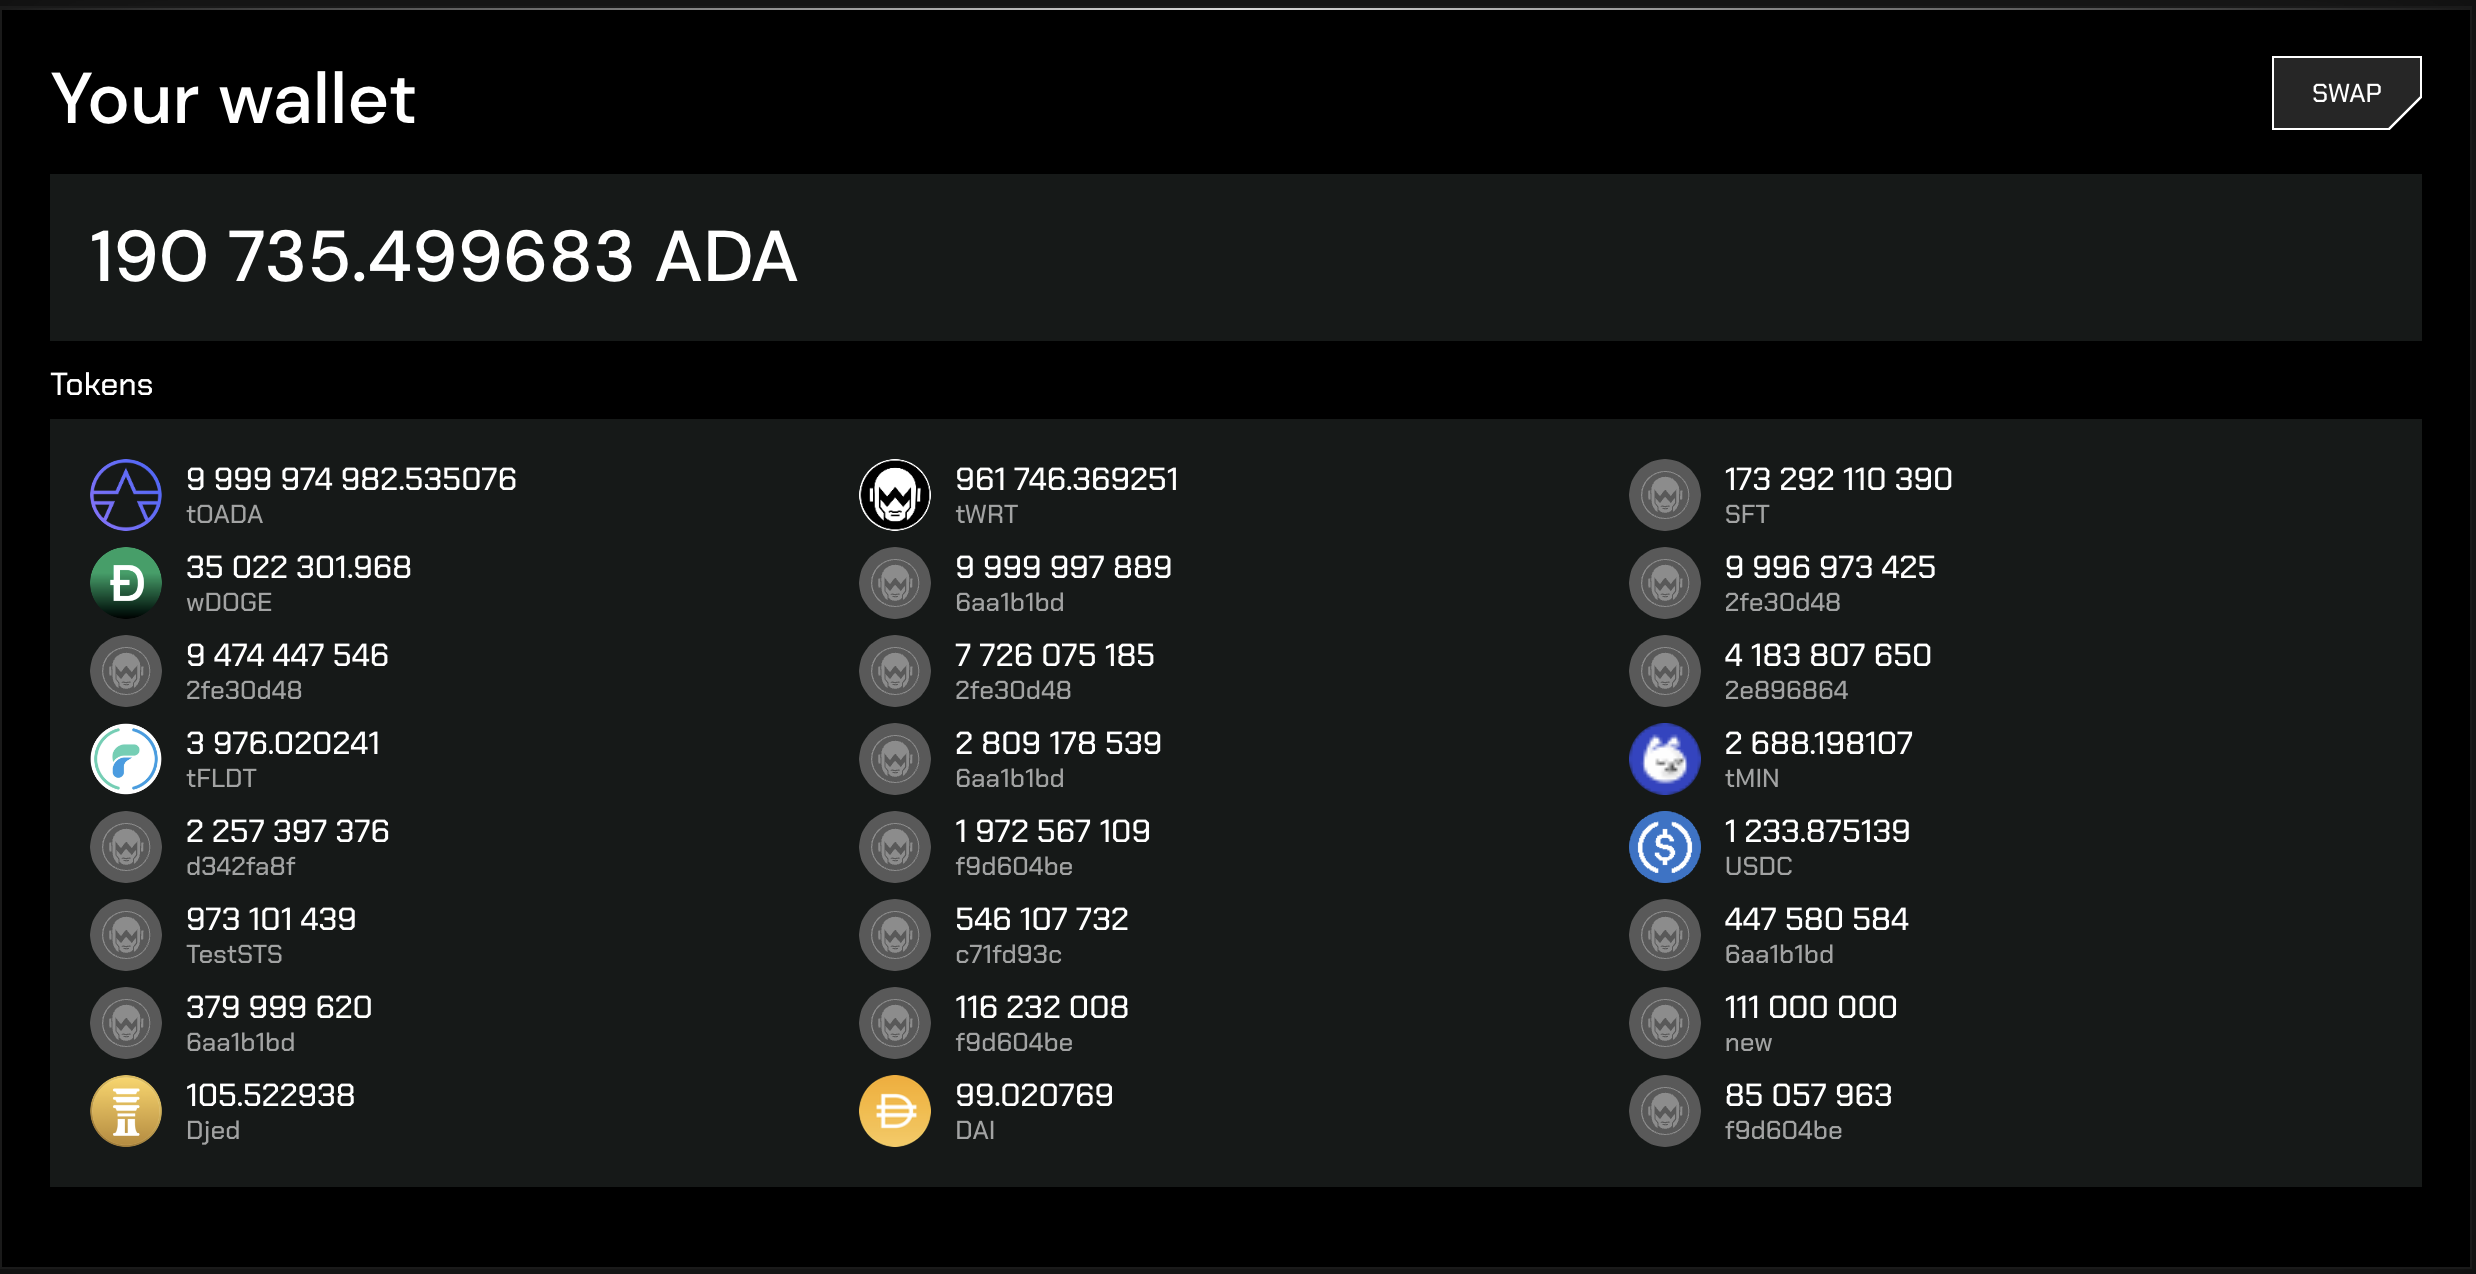 Your wallet
SWAP
190 735.499683 ADA
Tokens
9 999 974 982.535076
tOADA
961 746.369251
tWRT
173 292 110 390
SFT
35 022 301.968
wDOGE
9 999 997 889
6aa1b1bd
9 996 973 425
2fe30d48
9 474 447 546
2fe30d48
7 726 075 185
2fe30d48
4 183 807 650
2e896864
3 976.020241
tFLDT
2 809 178 539
6aa1b1bd
2 688.198107
tMIN
2 257 397 376
d342fa8f
1 972 567 109
f9d604be
1 233.875139
USDC
973 101 439
TestSTS
546 107 732
c71fd93c
447 580 584
6aa1b1bd
379 999 620
6aa1b1bd
116 232 008
f9d604be
111 000 000
new
105.522938
Djed
99.020769
DAI
85 057 963
f9d604be